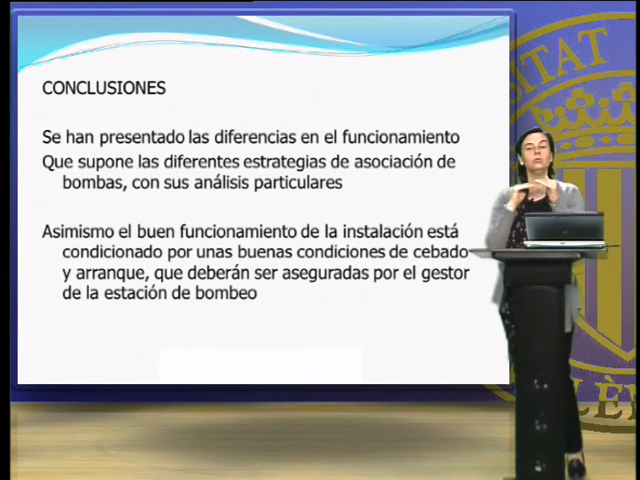 CONCLUSIONES
Se han presentado las diferencias en el funcionamiento
Que supone las diferentes estrategias de asociación de
bombas, con sus análisis particulares
Asimismo el buen funcionamiento de la instalación está
condicionado por unas buenas condiciones de cebado
y arranque, que deberán ser aseguradas por el gestor
de la estación de bombeo